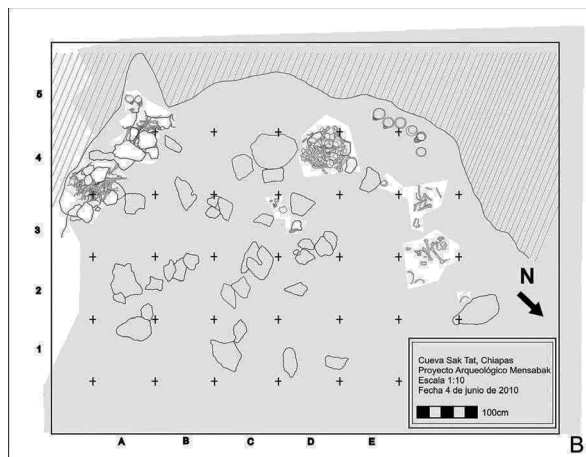 5
4
3
2
1
N
Cueva Sak Tat, Chiapas
Proyecto Arqueológico Mensabak
Escala 1:10
Fecha 4 de junio de 2010
100cm
A B C D E
B